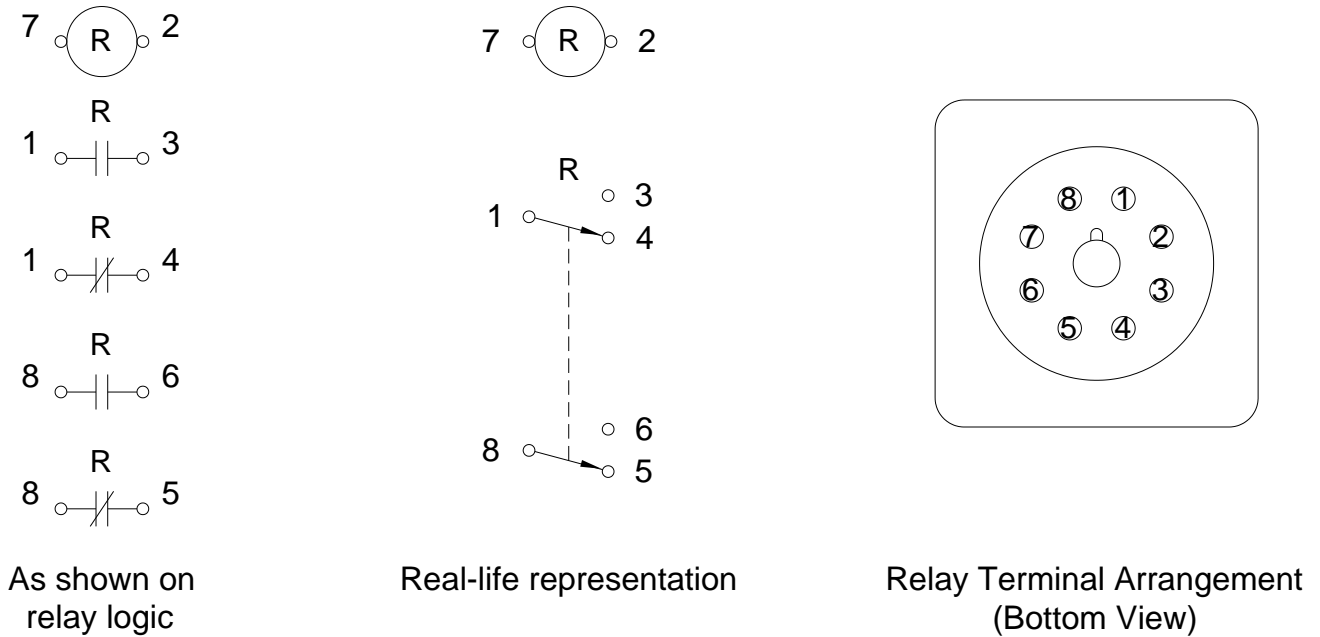 7 R 2
R
1 3
R
1 4
R
8 6
R
8 5
As shown on
relay logic
7 R 2
R
3
1
4
6
8
5
Real-life representation
8 1
7 2
6 3
5 4
Relay Terminal Arrangement
(Bottom View)